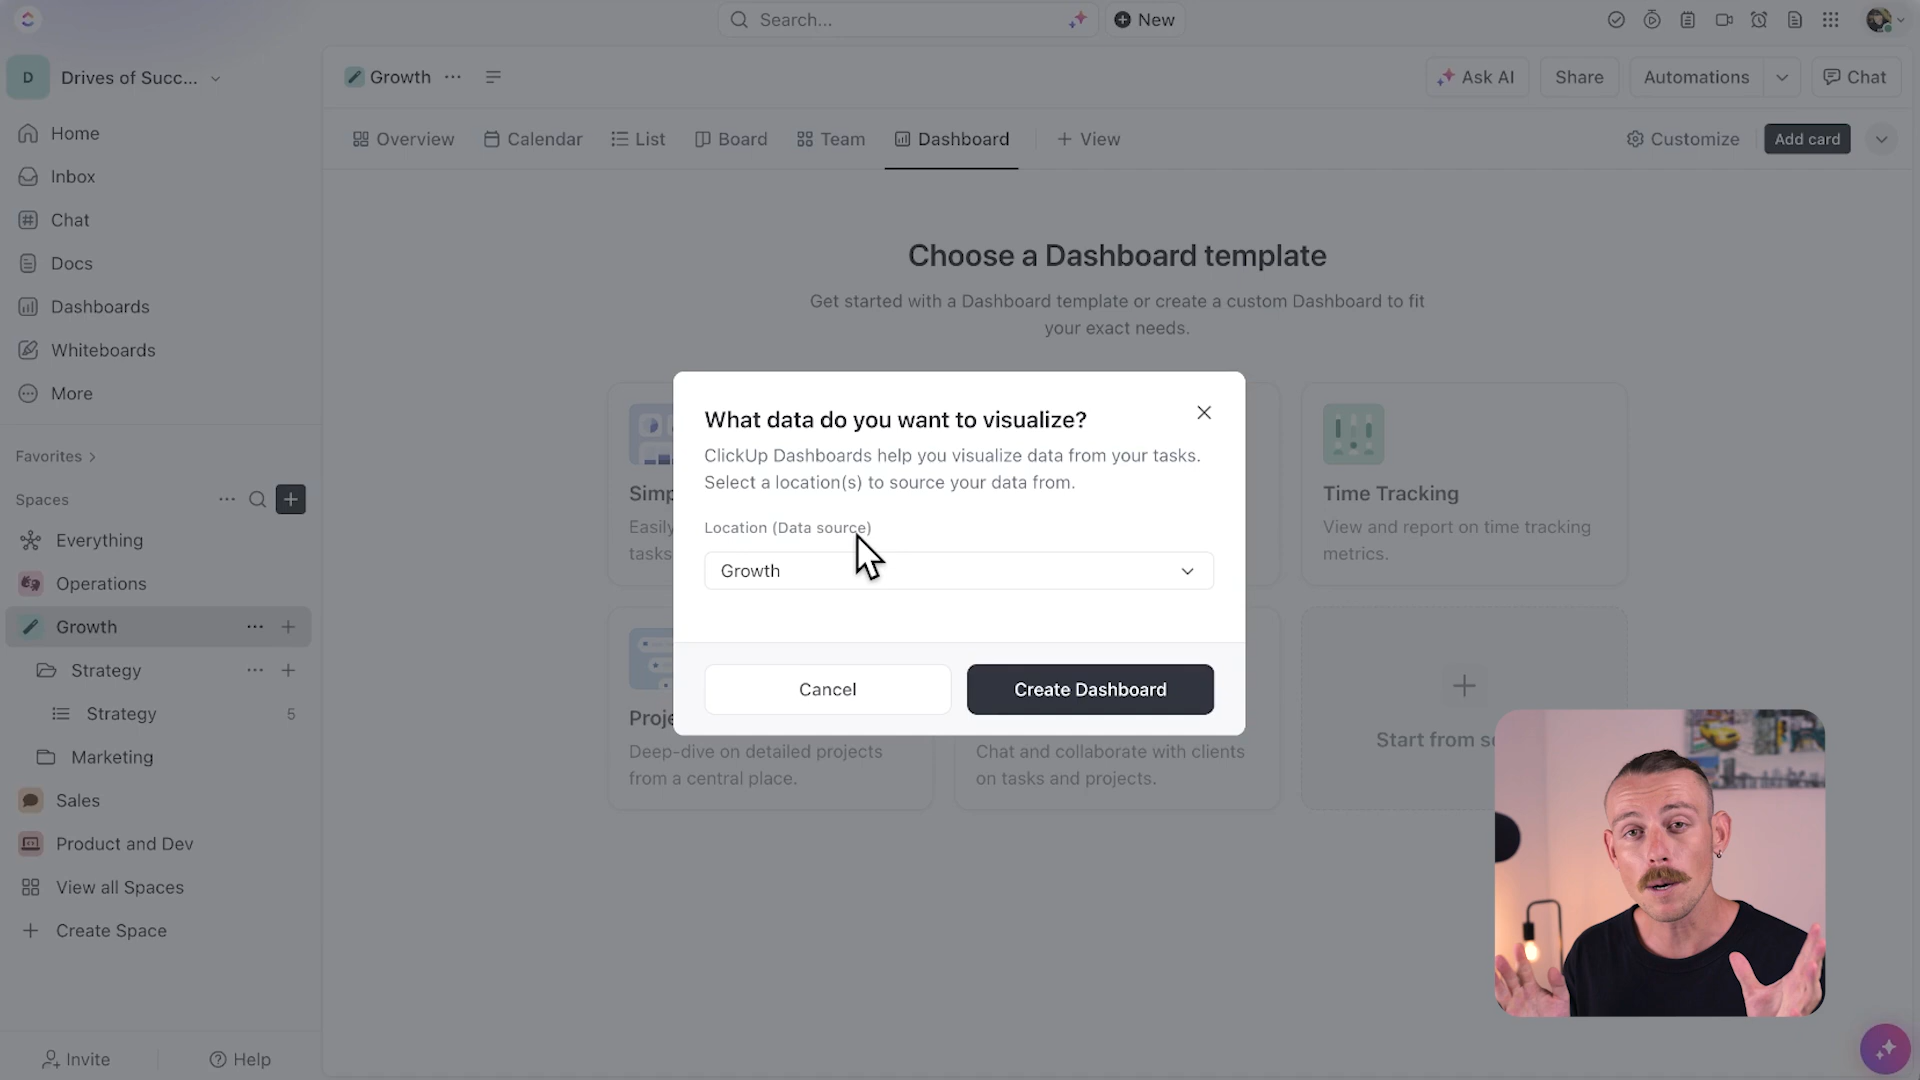 Search...
New
D
Drives of Succ...
Home
Inbox
Chat
Docs
Dashboards
Whiteboards
More
Favorites
Spaces
Everything
Operations
Growth
Strategy
Strategy
5
Marketing
Sales
Product and Dev
View all Spaces
Create Space
Invite
Help
Growth
Ask AI
Share
Automations
Chat
Overview
Calendar
List
Board
Team
Dashboard
View
Customize
Add card
Choose a Dashboard template
Get started with a Dashboard template or create a custom Dashboard to fit
your exact needs.
What data do you want to visualize?
ClickUp Dashboards help you visualize data from your tasks.
Select a location(s) to source your data from.
Location (Data source)
Growth
Cancel
Create Dashboard
Simp
Easily
tasks
Time Tracking
View and report on time tracking
metrics.
Proje
Deep-dive on detailed projects
from a central place.
Chat and collaborate with clients
on tasks and projects.
Start from s